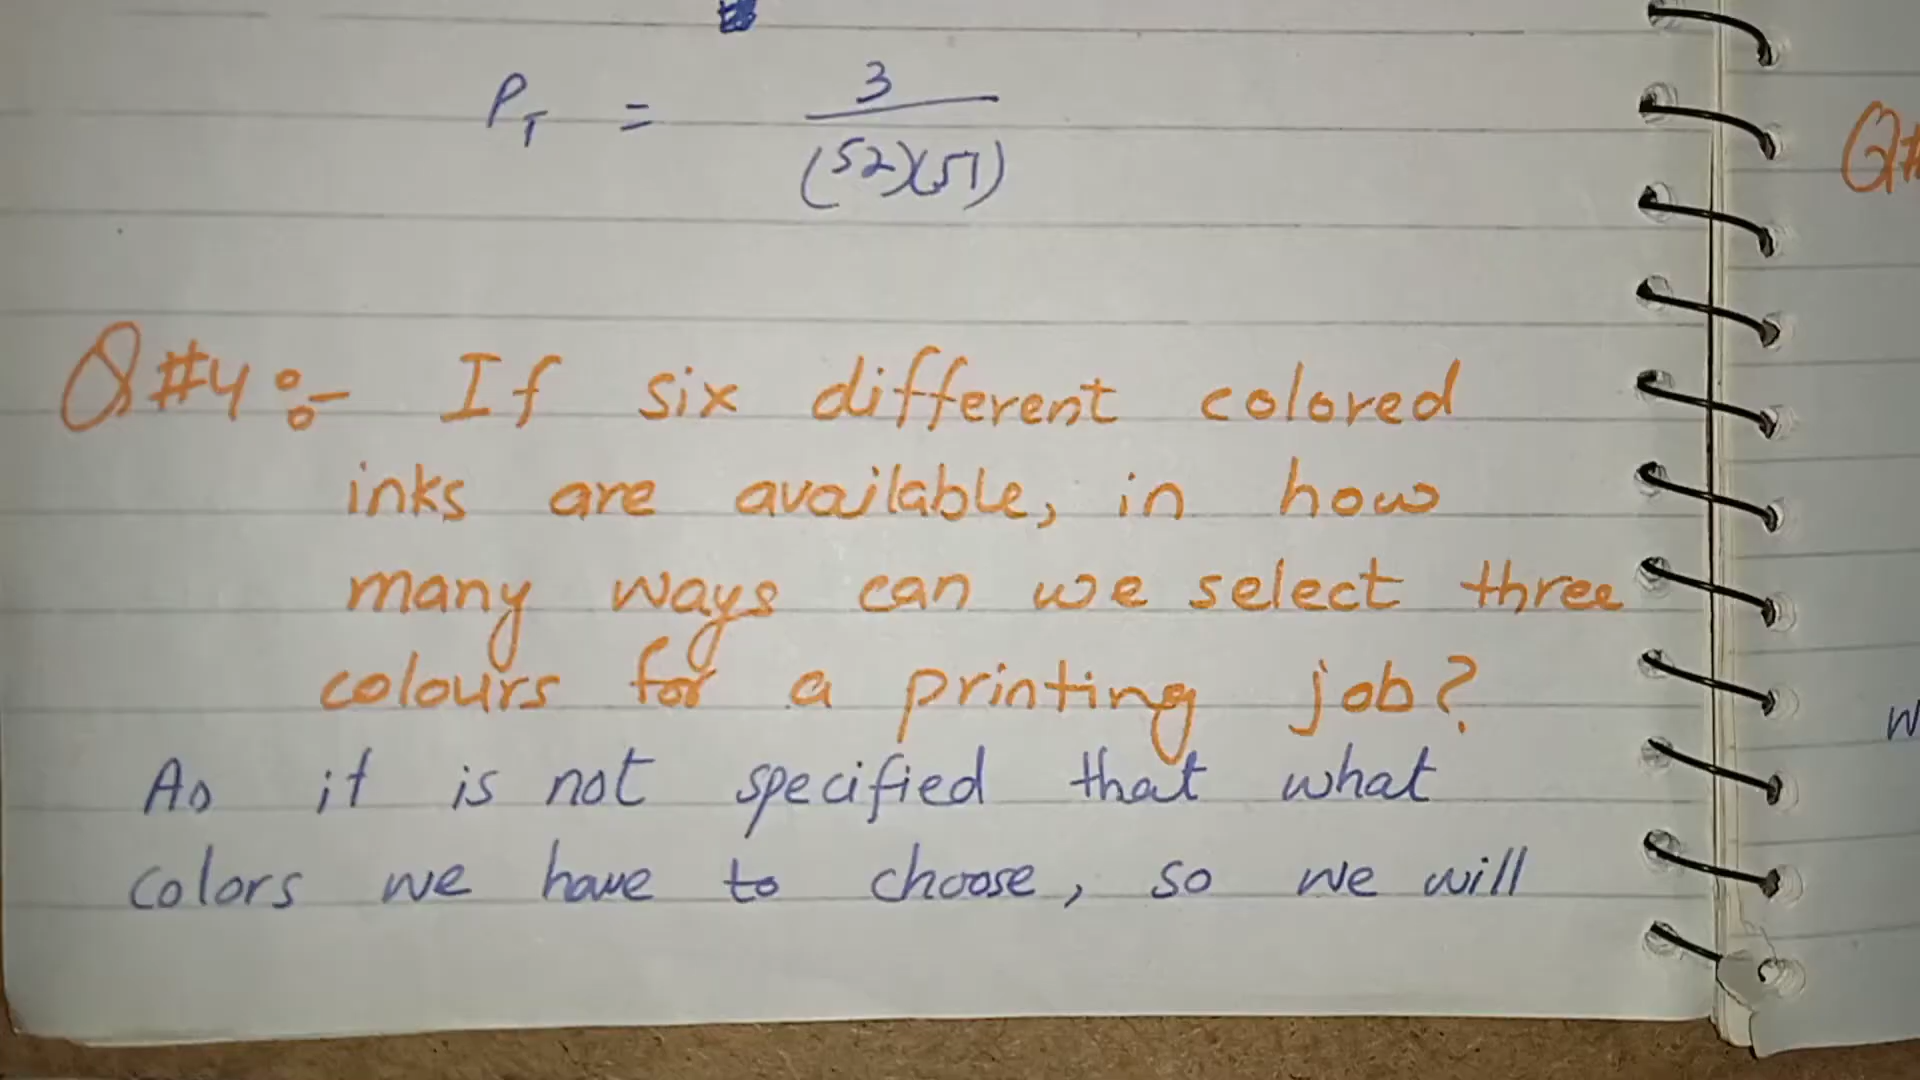 P_T = 3 / (52)(51)
Q#4:- If six different colored
inks are available, in how
many ways can we select three
colours for a printing job?
As it is not specified that what
colors we have to choose, so we will
Q#